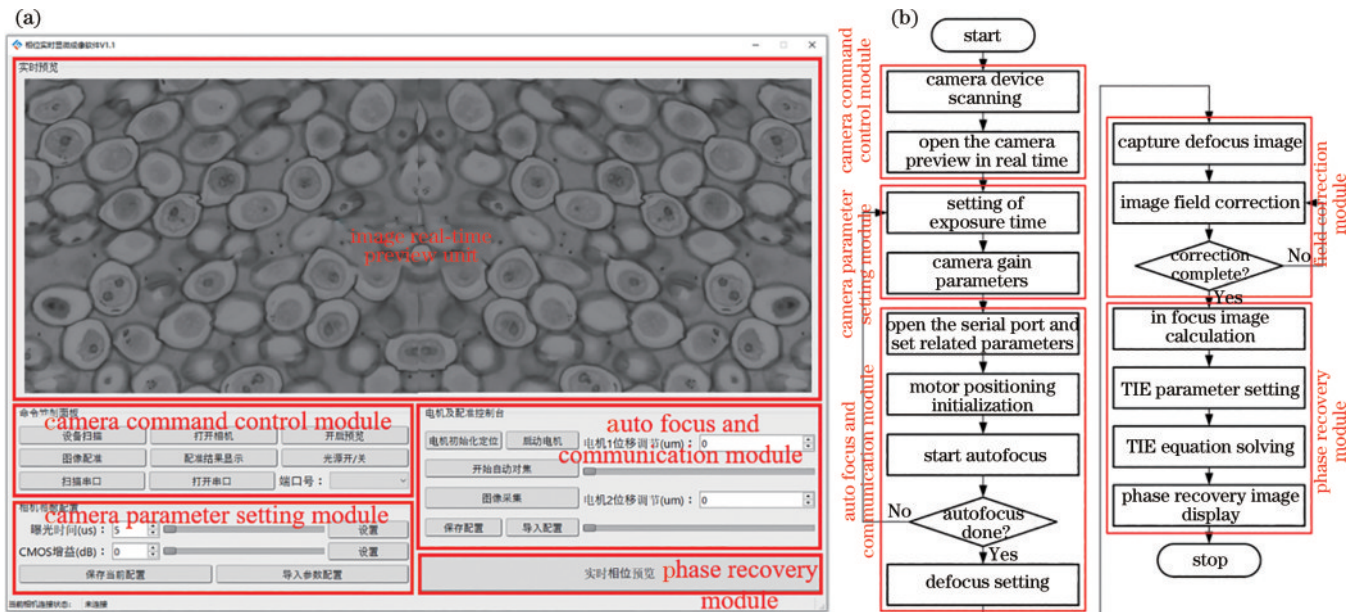 (a)
相位实时显微成像软件V1.1
实时预览
image real-time
preview unit
命令控制面板
camera command control module
设备扫描
打开相机
开启预览
图像配准
配准结果显示
光源开/关
扫描串口
打开串口
端口号：
相机参数配置
camera parameter setting module
曝光时间(us)：
5
设置
CMOS增益(dB)：
0
设置
保存当前配置
导入参数配置
电机及配准控制台
auto focus and
communication module
电机初始化定位
启动电机
电机1位移调节(um)：
0
开始自动对焦
图像采集
电机2位移调节(um)：
0
保存配置
导入配置
实时相位预览
phase recovery
module
当前相机连接状态：
未连接
(b)
start
camera command
control module
camera device
scanning
open the camera
preview in real time
camera parameter
setting module
setting of
exposure time
camera gain
parameters
auto focus and
communication module
open the serial port and
set related parameters
motor positioning
initialization
start autofocus
autofocus
done?
No
Yes
defocus setting
capture defocus image
image field correction
correction
complete?
No
Yes
field correction
module
in focus image
calculation
TIE parameter setting
TIE equation solving
phase recovery image
display
phase recovery
module
stop